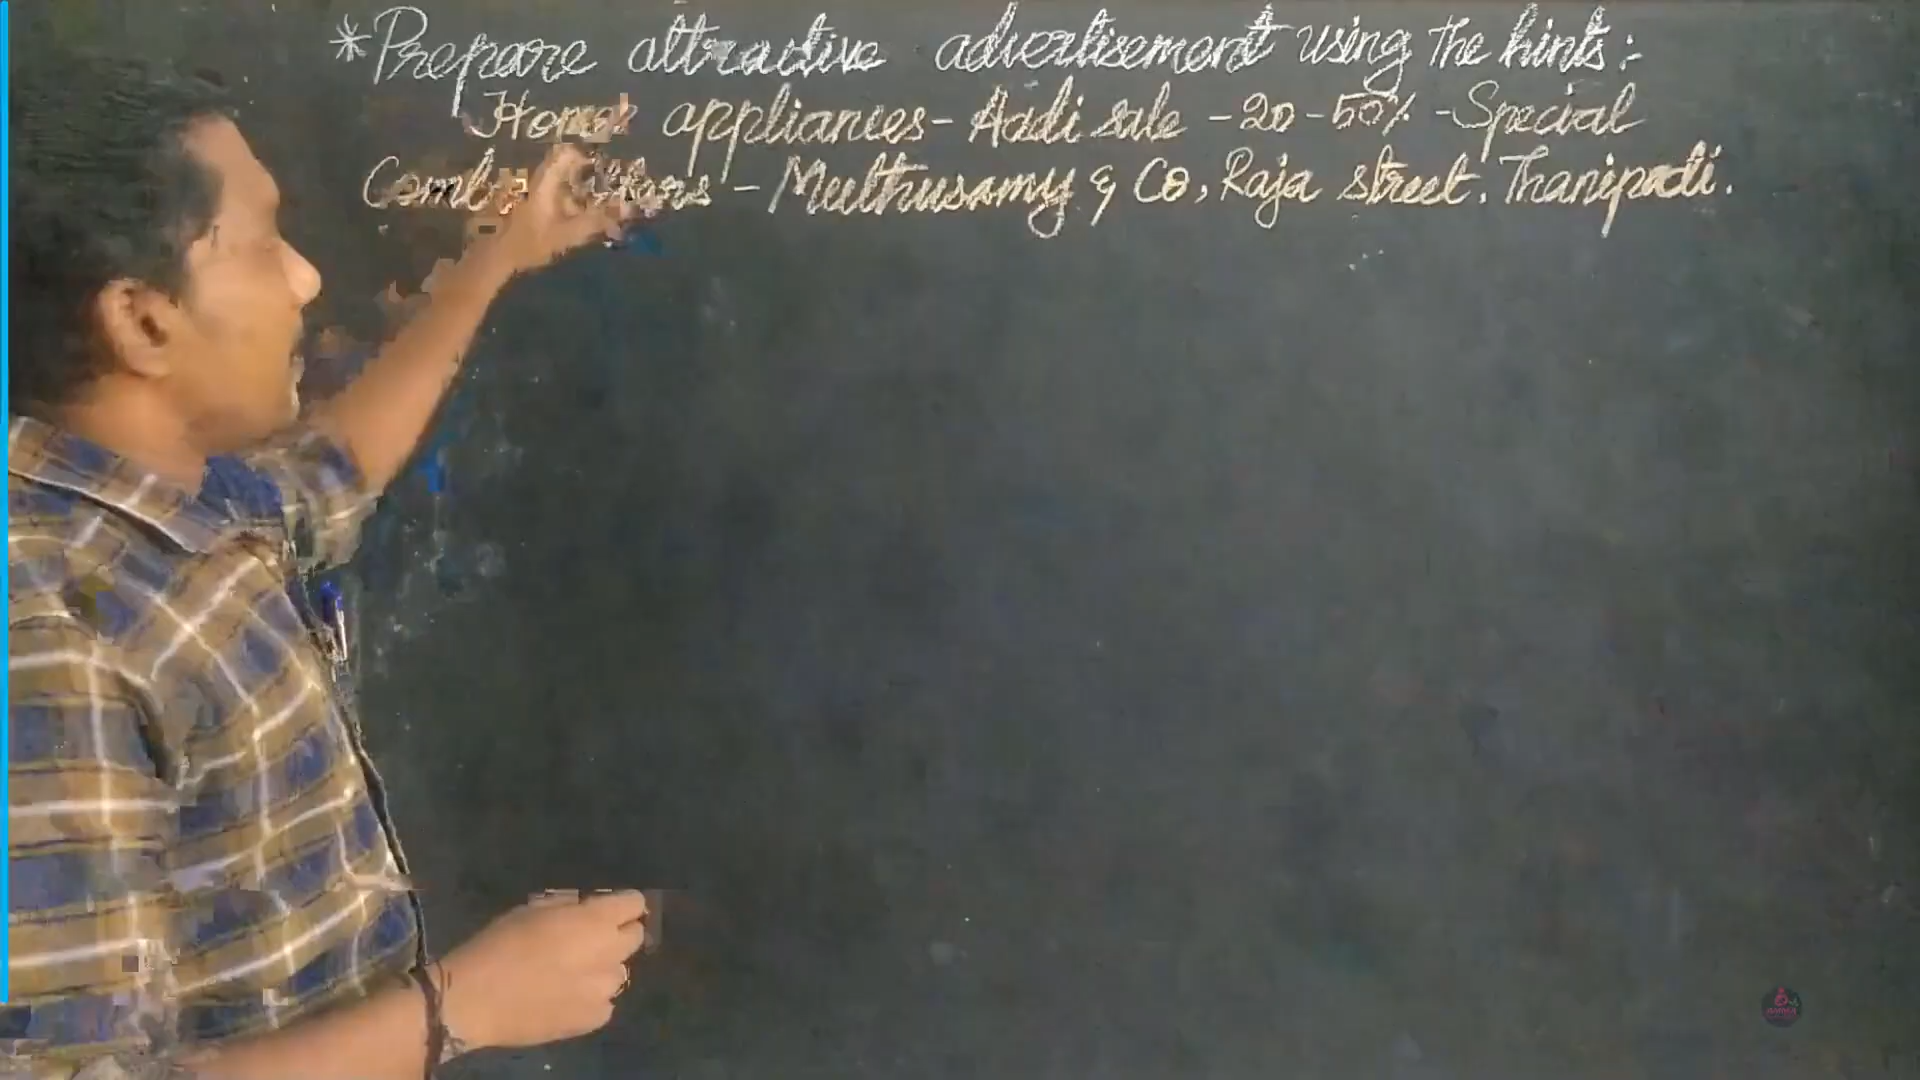 *Prepare attractive advertisement using the hints:-
Home appliances - Aadi sale - 20-50% - Special
Combo offers - Muthusamy & Co, Raja street. Thanipadi.